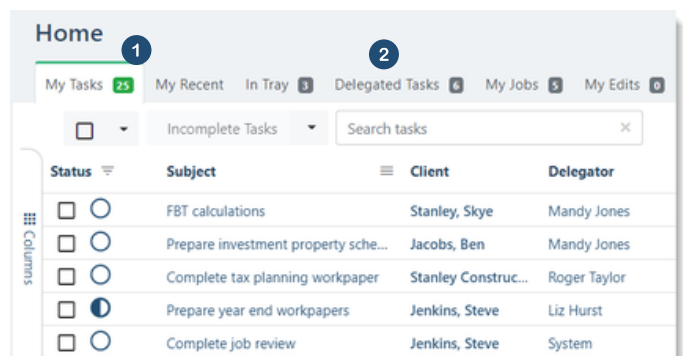 Home
1
2
My Tasks 25 My Recent In Tray 3 Delegated Tasks 6 My Jobs 5 My Edits 0
Incomplete Tasks Search tasks
Status Subject Client Delegator
FBT calculations Stanley, Skye Mandy Jones
Prepare investment property sche... Jacobs, Ben Mandy Jones
Complete tax planning workpaper Stanley Construc... Roger Taylor
Prepare year end workpapers Jenkins, Steve Liz Hurst
Complete job review Jenkins, Steve System
Columns